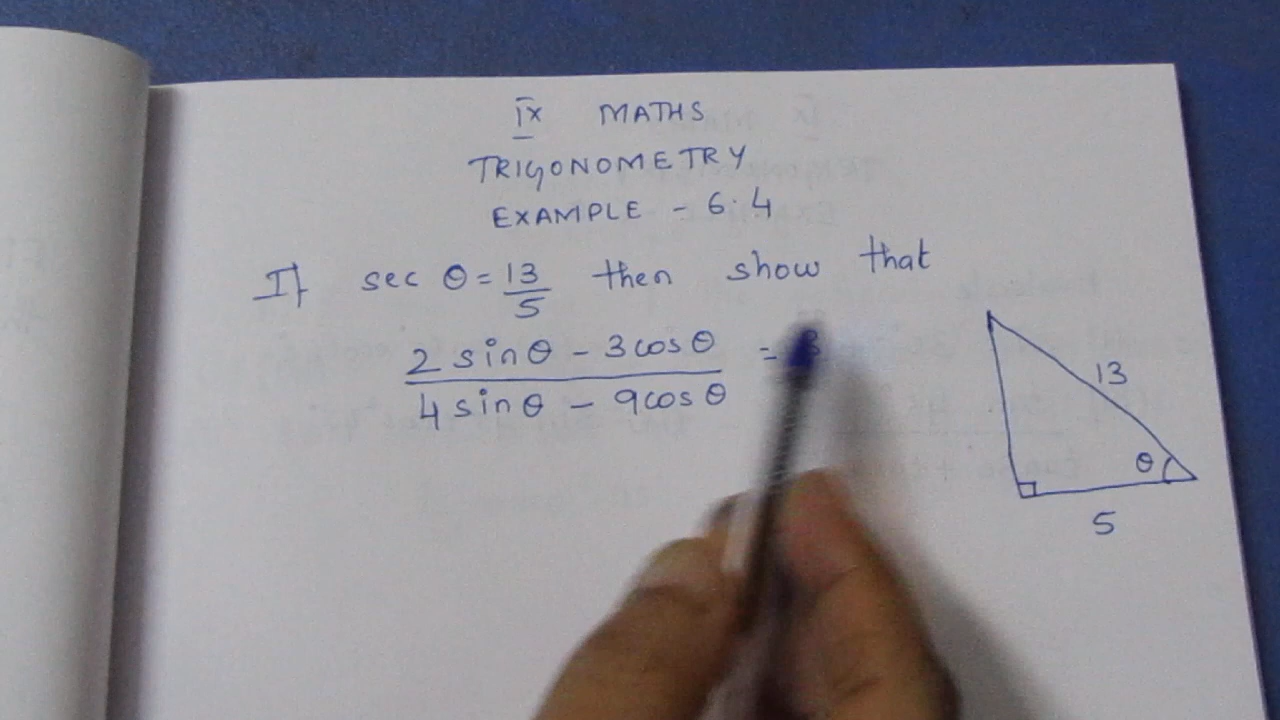 IX MATHS
TRIGONOMETRY
EXAMPLE - 6.4
If sec θ = 13/5 then show that
2 sin θ - 3 cos θ / 4 sin θ - 9 cos θ =
13
θ
5